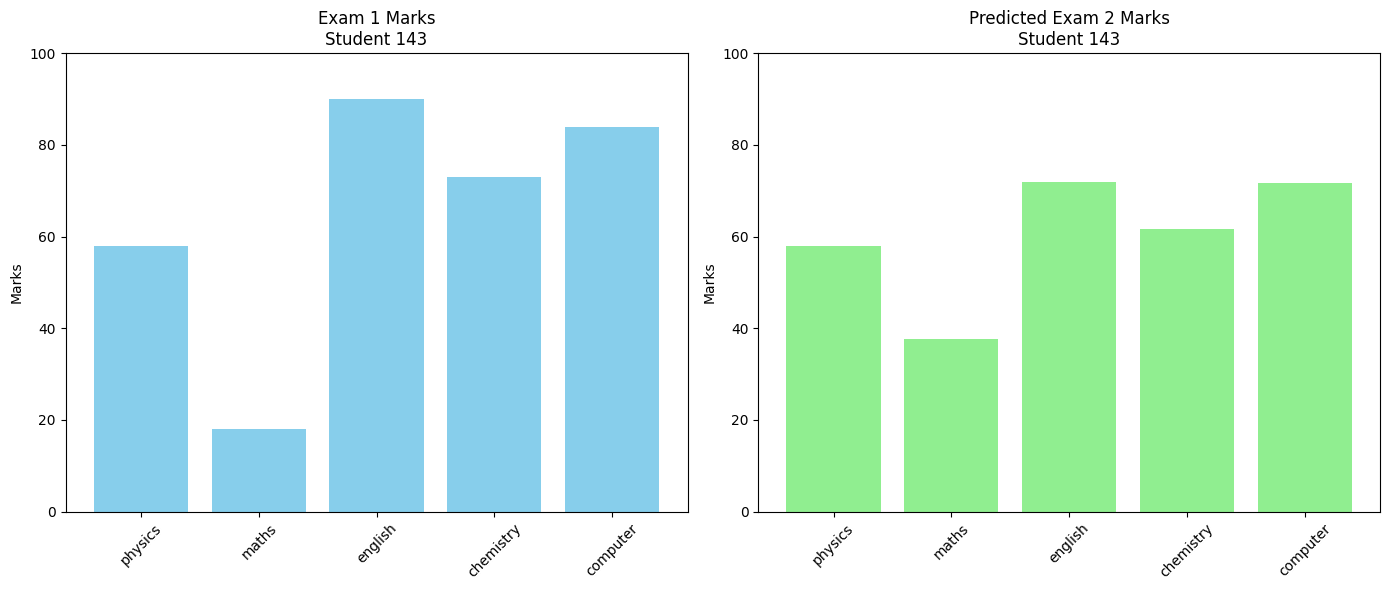 Exam 1 Marks
Student 143
100
80
60
40
20
0
Marks
physics
maths
english
chemistry
computer
Predicted Exam 2 Marks
Student 143
100
80
60
40
20
0
Marks
physics
maths
english
chemistry
computer